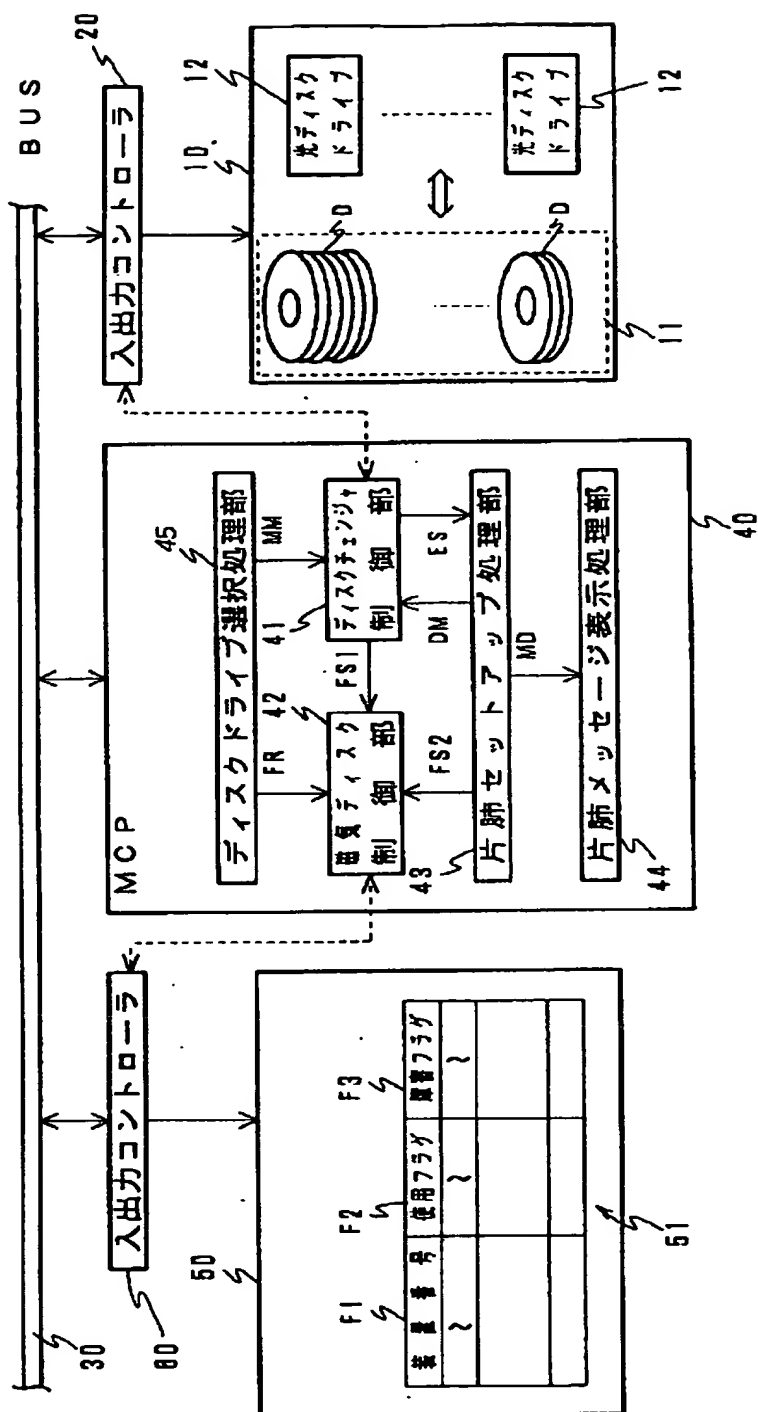 BUS
30
60
入出力コントローラ
20
入出力コントローラ
50
F1
F2
F3
装置番号
使用フラグ
障害フラグ
~
~
~
51
MCP
45
ディスクドライブ選択処理部
FR
MM
42
磁気ディスク
制御部
FS1
41
ディスクチェンジャ
制御部
FS2
DM
ES
43
片肺セットアップ処理部
MD
44
片肺メッセージ表示処理部
40
10
12
光ディスク
ドライブ
D
D
光ディスク
ドライブ
12
11